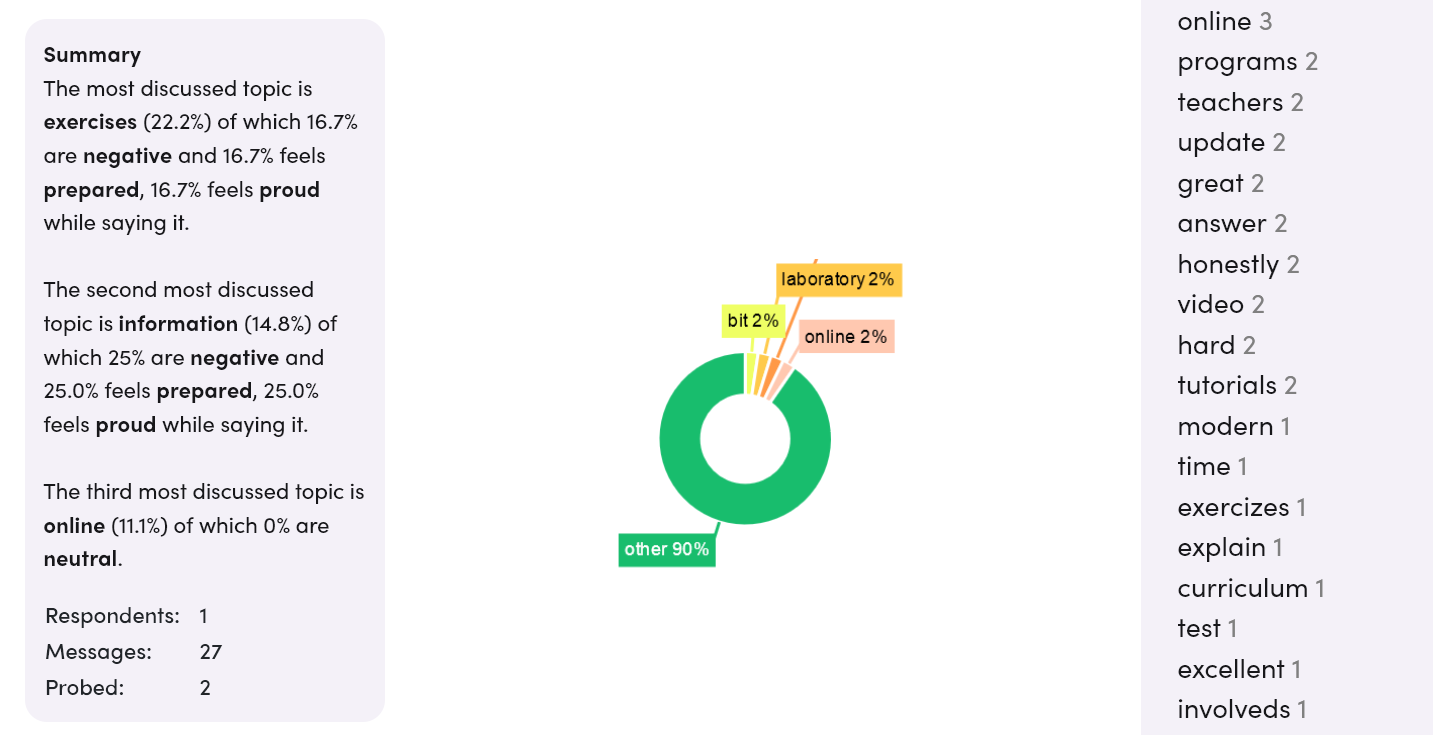 Summary
The most discussed topic is
exercises (22.2%) of which 16.7%
are negative and 16.7% feels
prepared, 16.7% feels proud
while saying it.
The second most discussed
topic is information (14.8%) of
which 25% are negative and
25.0% feels prepared, 25.0%
feels proud while saying it.
The third most discussed topic is
online (11.1%) of which 0% are
neutral.
Respondents: 1
Messages: 27
Probed: 2
laboratory 2%
bit 2%
online 2%
other 90%
online 3
programs 2
teachers 2
update 2
great 2
answer 2
honestly 2
video 2
hard 2
tutorials 2
modern 1
time 1
exercizes 1
explain 1
curriculum 1
test 1
excellent 1
involveds 1